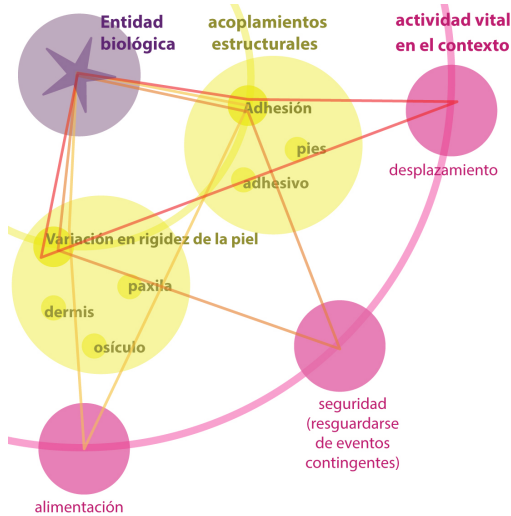 Entidad
biológica
acoplamientos
estructurales
actividad vital
en el contexto
Adhesión
pies
adhesivo
desplazamiento
Variación en rigidez de la piel
paxila
dermis
osículo
seguridad
(resguardarse
de eventos
contingentes)
alimentación